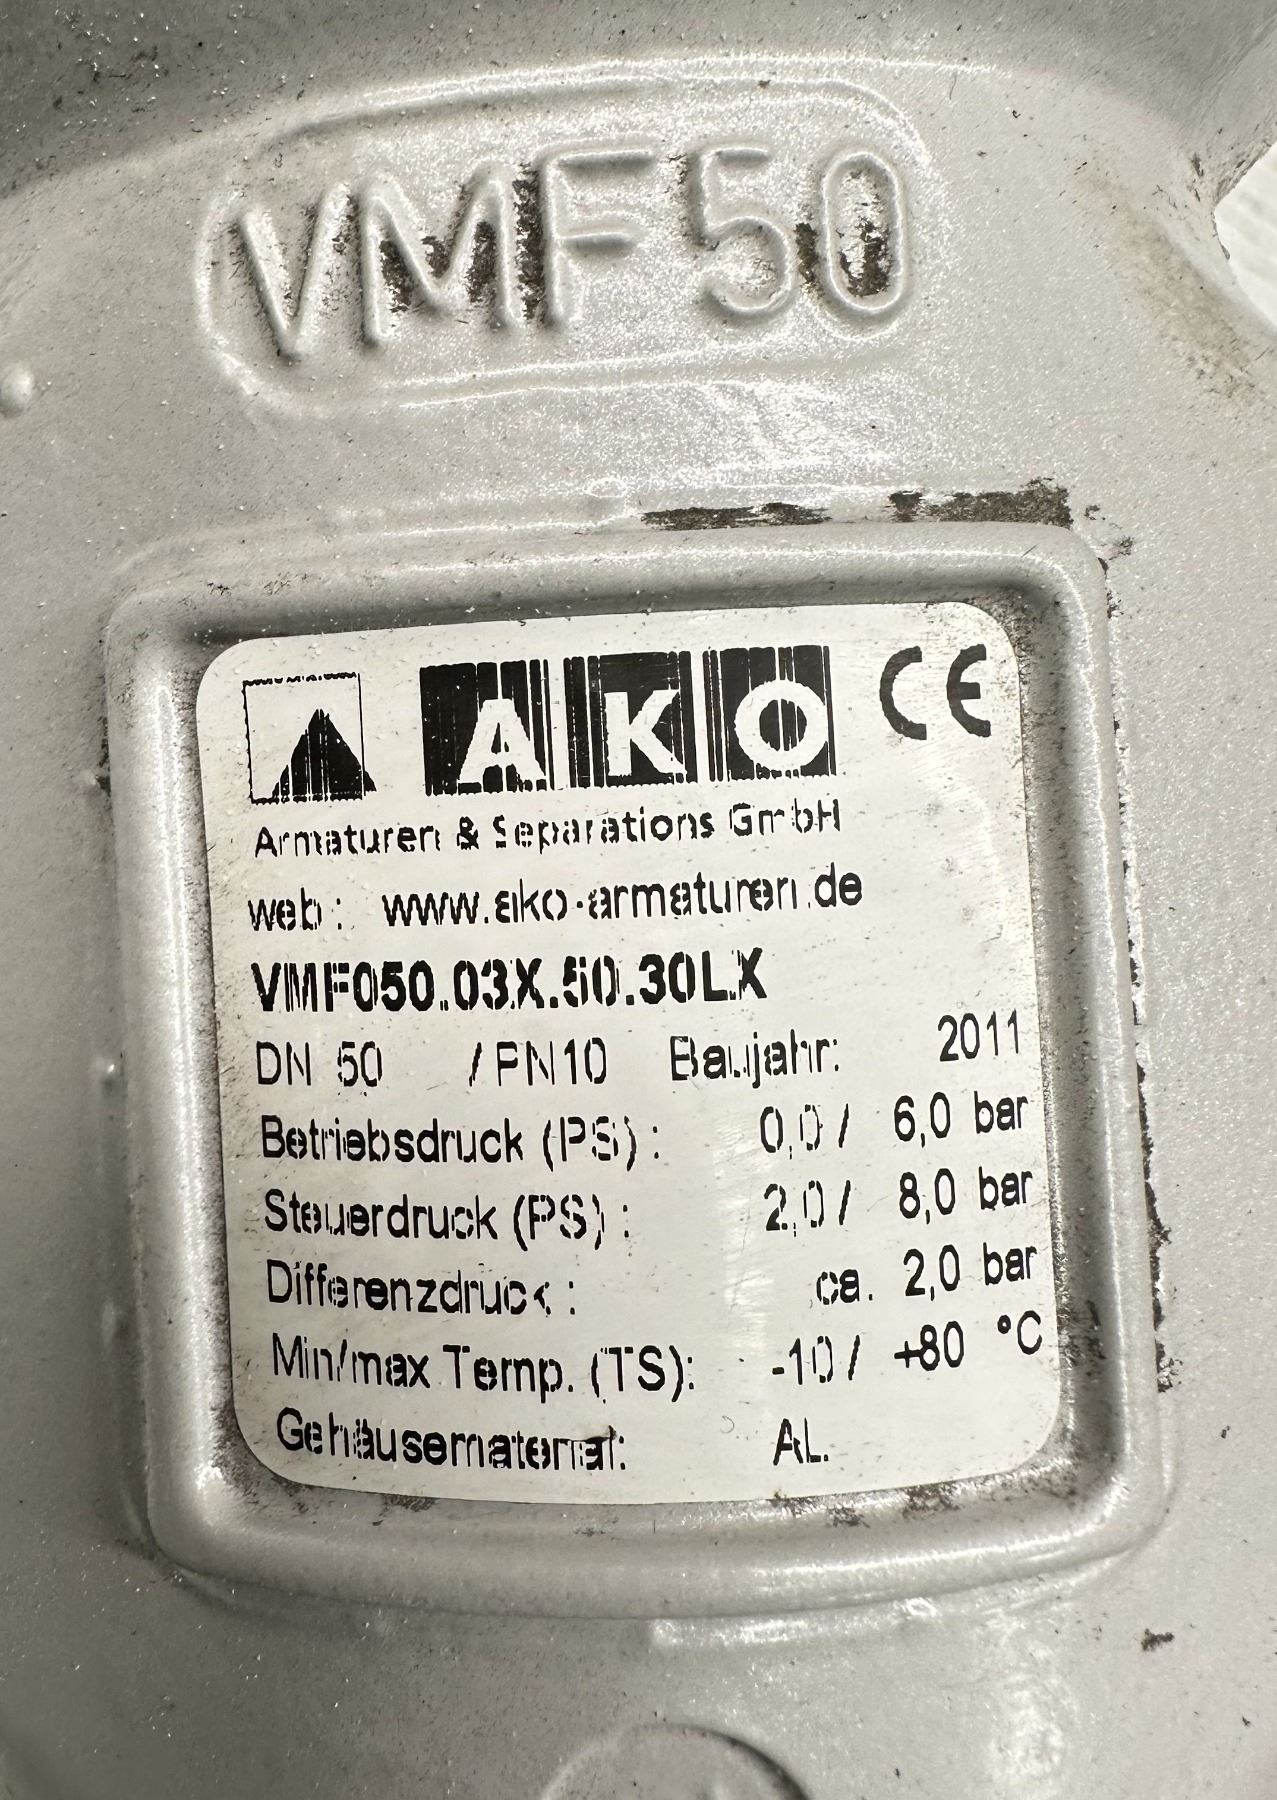 VMF50
AKO CE
Armaturen & Separations GmbH
web: www.ako-armaturen.de
VMF050.03X.50.30LX
DN 50 / PN10 Baujahr: 2011
Betriebsdruck (PS): 0,0 / 6,0 bar
Steuerdruck (PS): 2,0 / 8,0 bar
Differenzdruck: ca. 2,0 bar
Min/max Temp. (TS): -10 / +80 °C
Gehäusematerial: AL